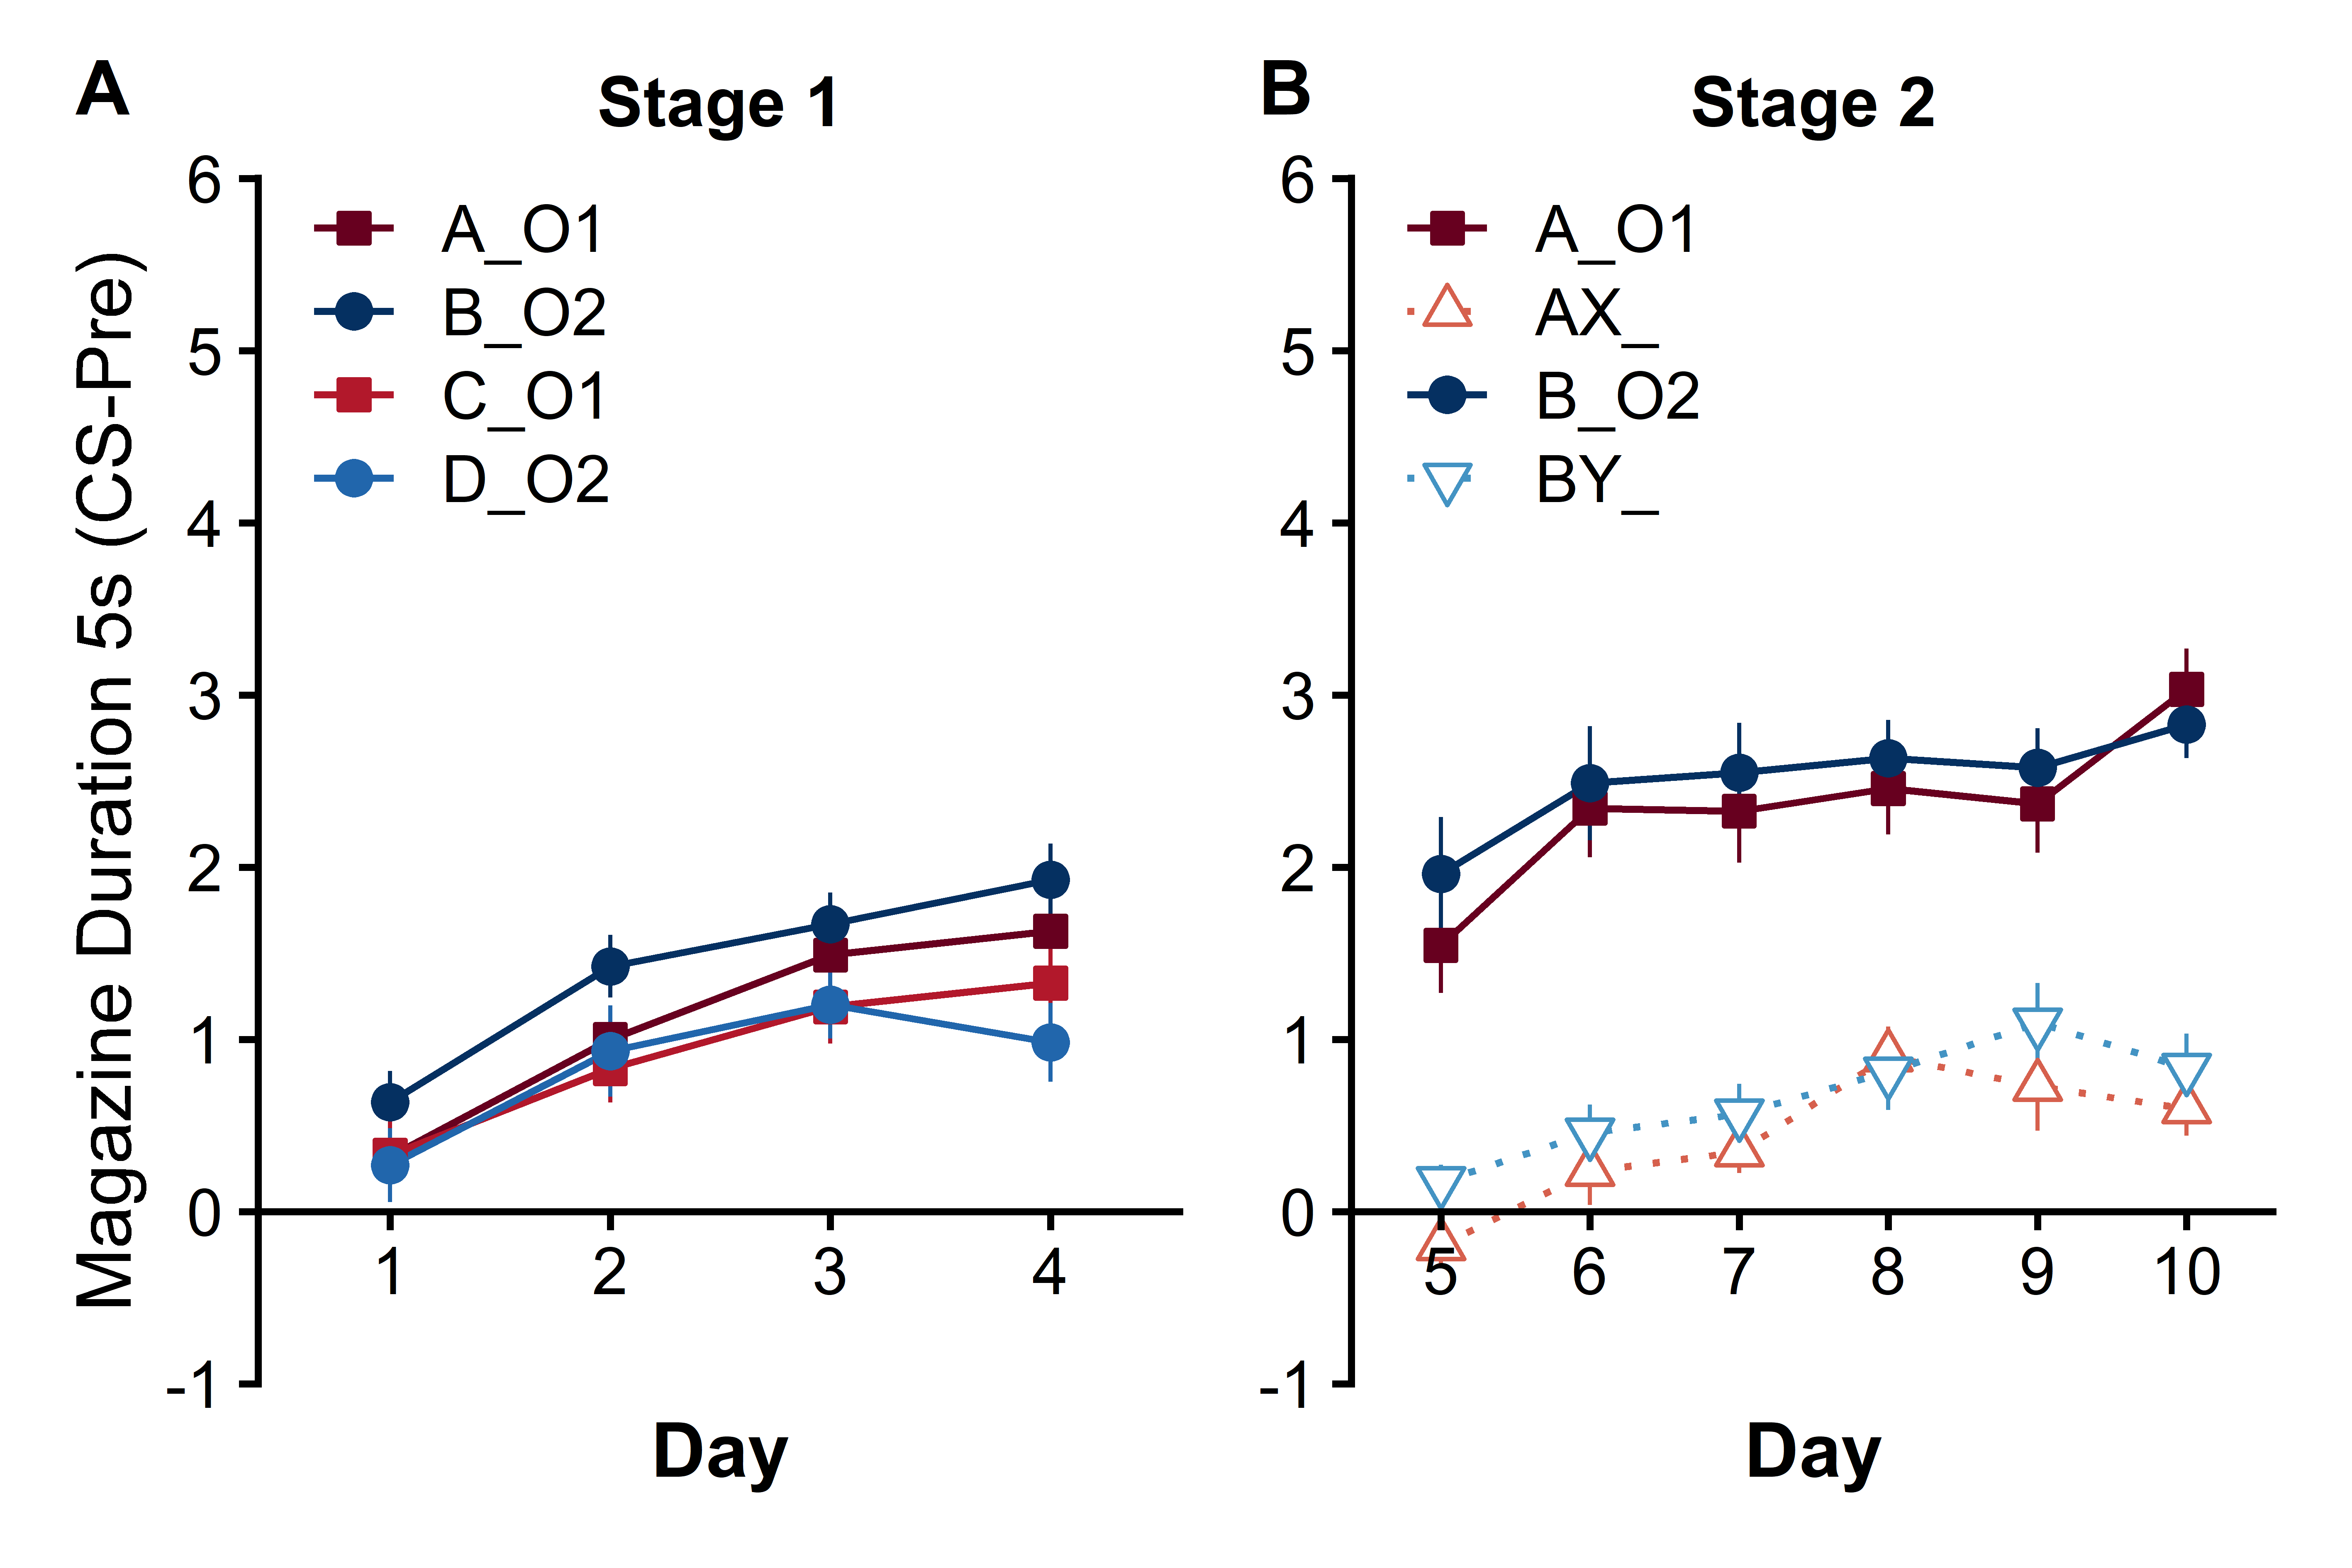 A
Stage 1
Magazine Duration 5s (CS-Pre)
6
5
4
3
2
1
0
-1
A_O1
B_O2
C_O1
D_O2
1 2 3 4
Day
B
Stage 2
6
5
4
3
2
1
0
-1
A_O1
AX_
B_O2
BY_
5 6 7 8 9 10
Day